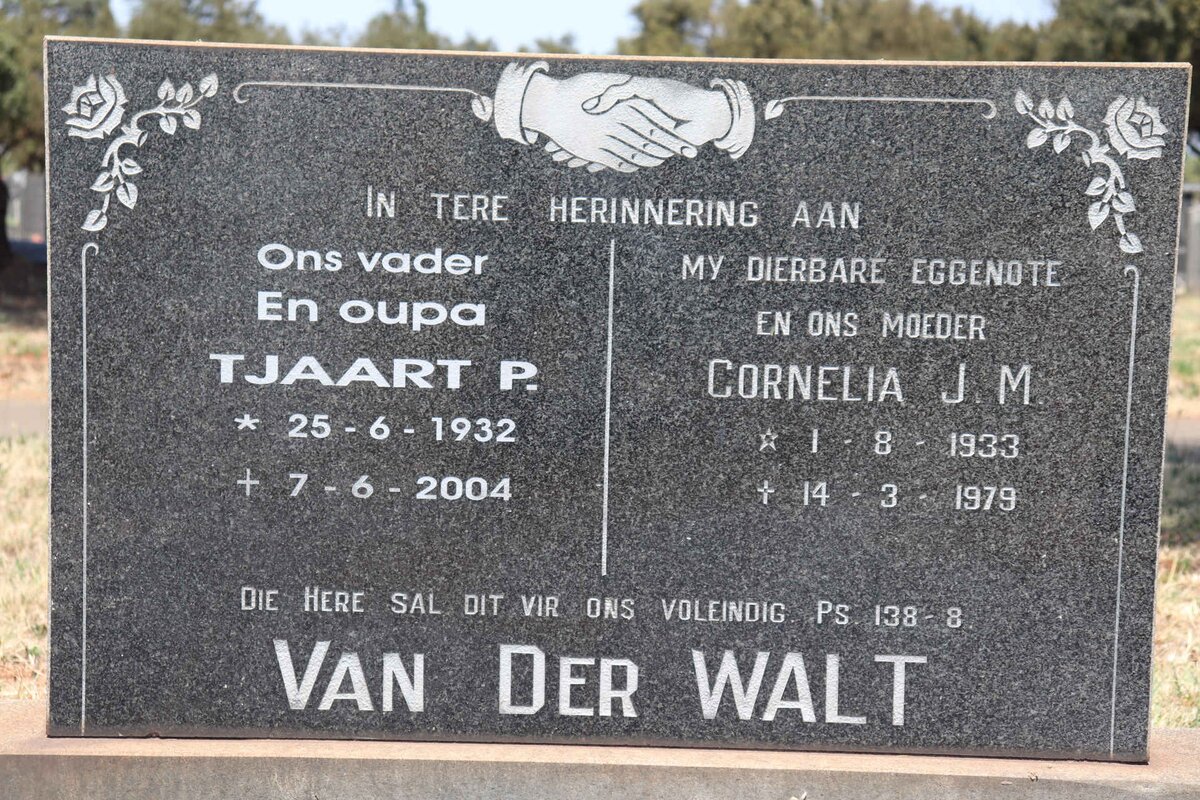 IN TERE HERINNERING AAN
Ons vader
En oupa
TJAART P.
* 25 - 6 - 1932
+ 7 - 6 - 2004
MY DIERBARE EGGENOTE
EN ONS MOEDER
CORNELIA J.M.
☆ 1 - 8 - 1933
✝ 14 - 3 - 1979
DIE HERE SAL DIT VIR ONS VOLEINDIG. PS. 138-8.
VAN DER WALT